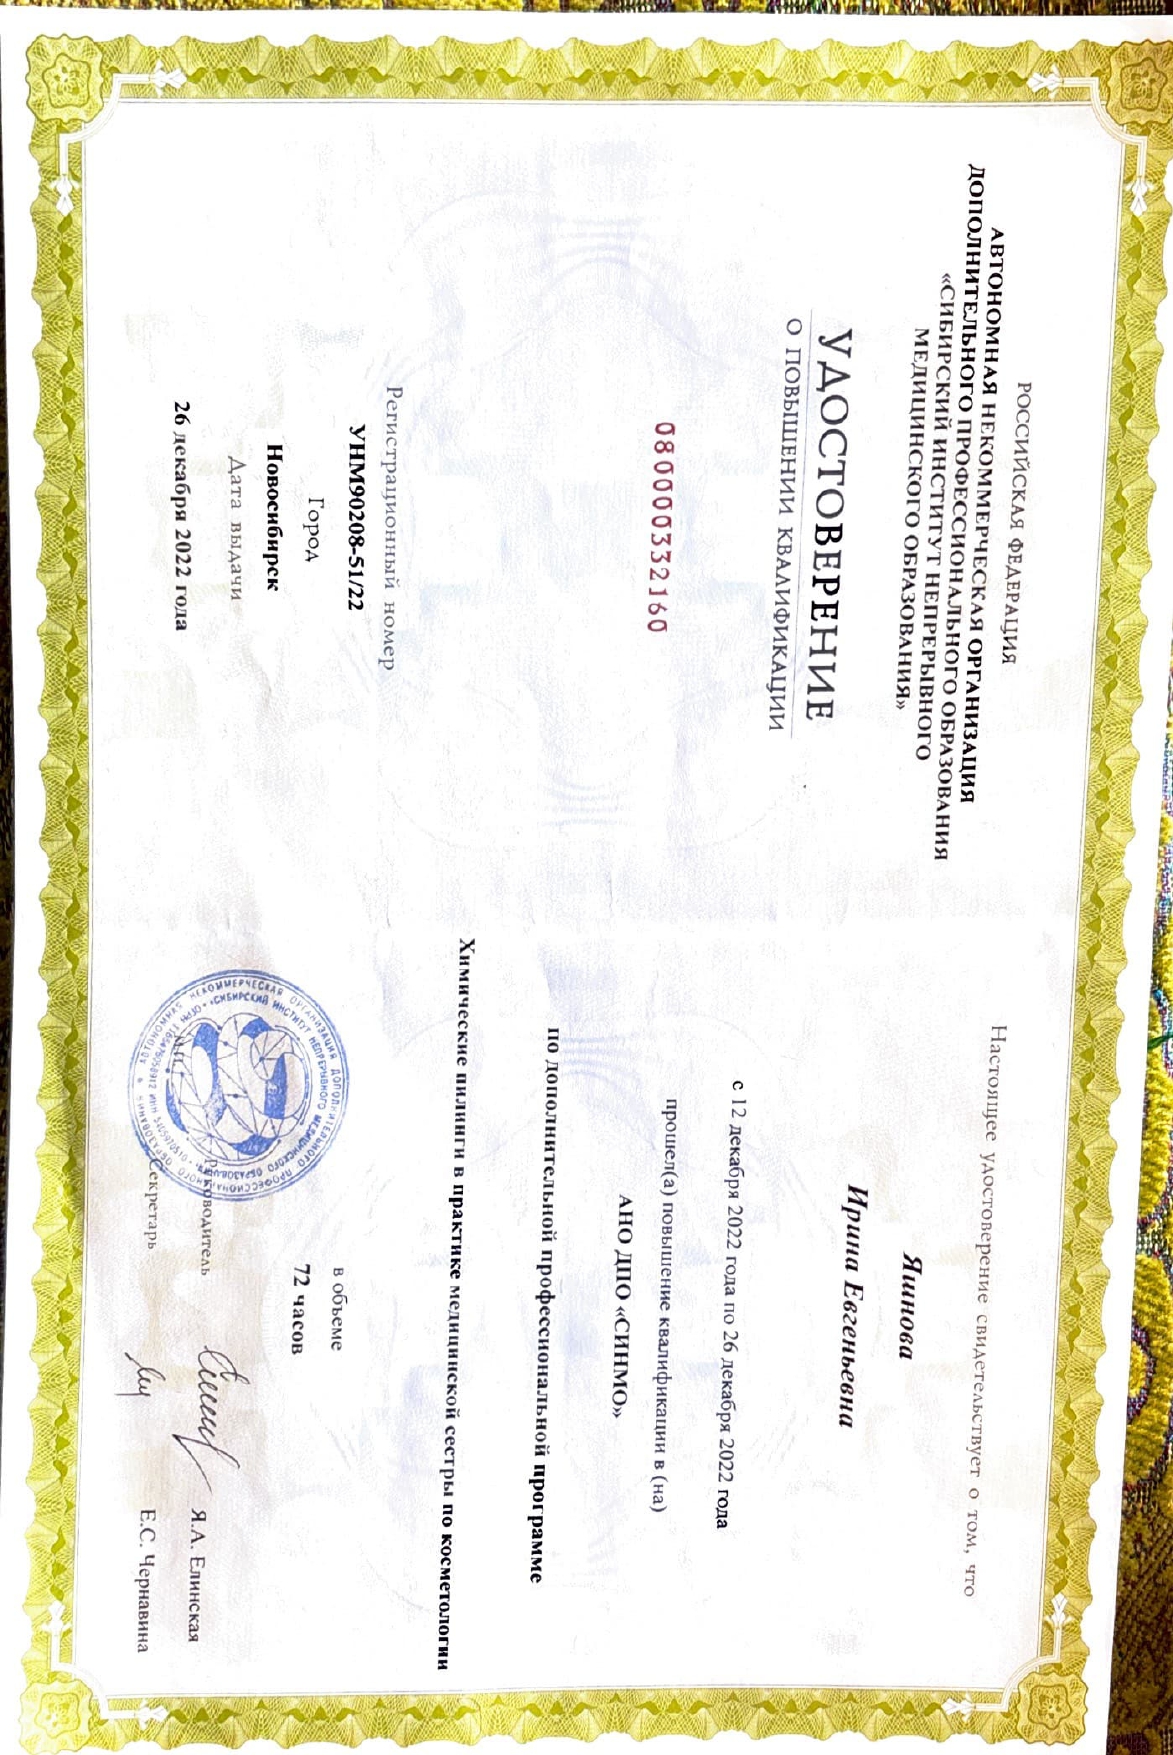 РОССИЙСКАЯ ФЕДЕРАЦИЯ
АВТОНОМНАЯ НЕКОММЕРЧЕСКАЯ ОРГАНИЗАЦИЯ
ДОПОЛНИТЕЛЬНОГО ПРОФЕССИОНАЛЬНОГО ОБРАЗОВАНИЯ
«СИБИРСКИЙ ИНСТИТУТ НЕПРЕРЫВНОГО
МЕДИЦИНСКОГО ОБРАЗОВАНИЯ»
УДОСТОВЕРЕНИЕ
О ПОВЫШЕНИИ КВАЛИФИКАЦИИ
080000332160
Регистрационный номер
УНМ90208-51/22
Город
Новосибирск
Дата выдачи
26 декабря 2022 года
Настоящее удостоверение свидетельствует о том, что
Яшнова
Ирина Евгеньевна
с 12 декабря 2022 года по 26 декабря 2022 года
прошел(а) повышение квалификации в (на)
АНО ДПО «СИНМО»
по дополнительной профессиональной программе
Химические пилинги в практике медицинской сестры по косметологии
в объеме
72 часов
Руководитель
Я.А. Елинская
М.П.
Секретарь
Е.С. Чернавина
АВТОНОМНАЯ НЕКОММЕРЧЕСКАЯ ОРГАНИЗАЦИЯ ДОПОЛНИТЕЛЬНОГО ПРОФЕССИОНАЛЬНОГО ОБРАЗОВАНИЯ
«СИБИРСКИЙ ИНСТИТУТ НЕПРЕРЫВНОГО МЕДИЦИНСКОГО ОБРАЗОВАНИЯ»